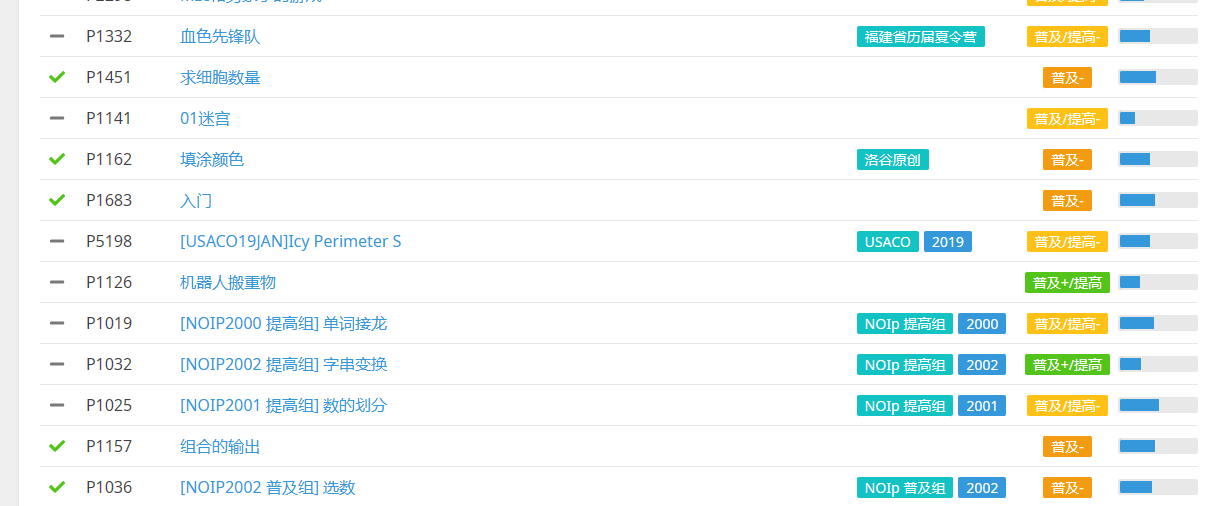 P1332 血色先锋队 福建省历届夏令营 普及/提高-
P1451 求细胞数量 普及-
P1141 01迷宫 普及/提高-
P1162 填涂颜色 洛谷原创 普及-
P1683 入门 普及-
P5198 [USACO19JAN]Icy Perimeter S USACO 2019 普及/提高-
P1126 机器人搬重物 普及+/提高
P1019 [NOIP2000 提高组] 单词接龙 NOIp 提高组 2000 普及/提高-
P1032 [NOIP2002 提高组] 字串变换 NOIp 提高组 2002 普及+/提高
P1025 [NOIP2001 提高组] 数的划分 NOIp 提高组 2001 普及/提高-
P1157 组合的输出 普及-
P1036 [NOIP2002 普及组] 选数 NOIp 普及组 2002 普及-